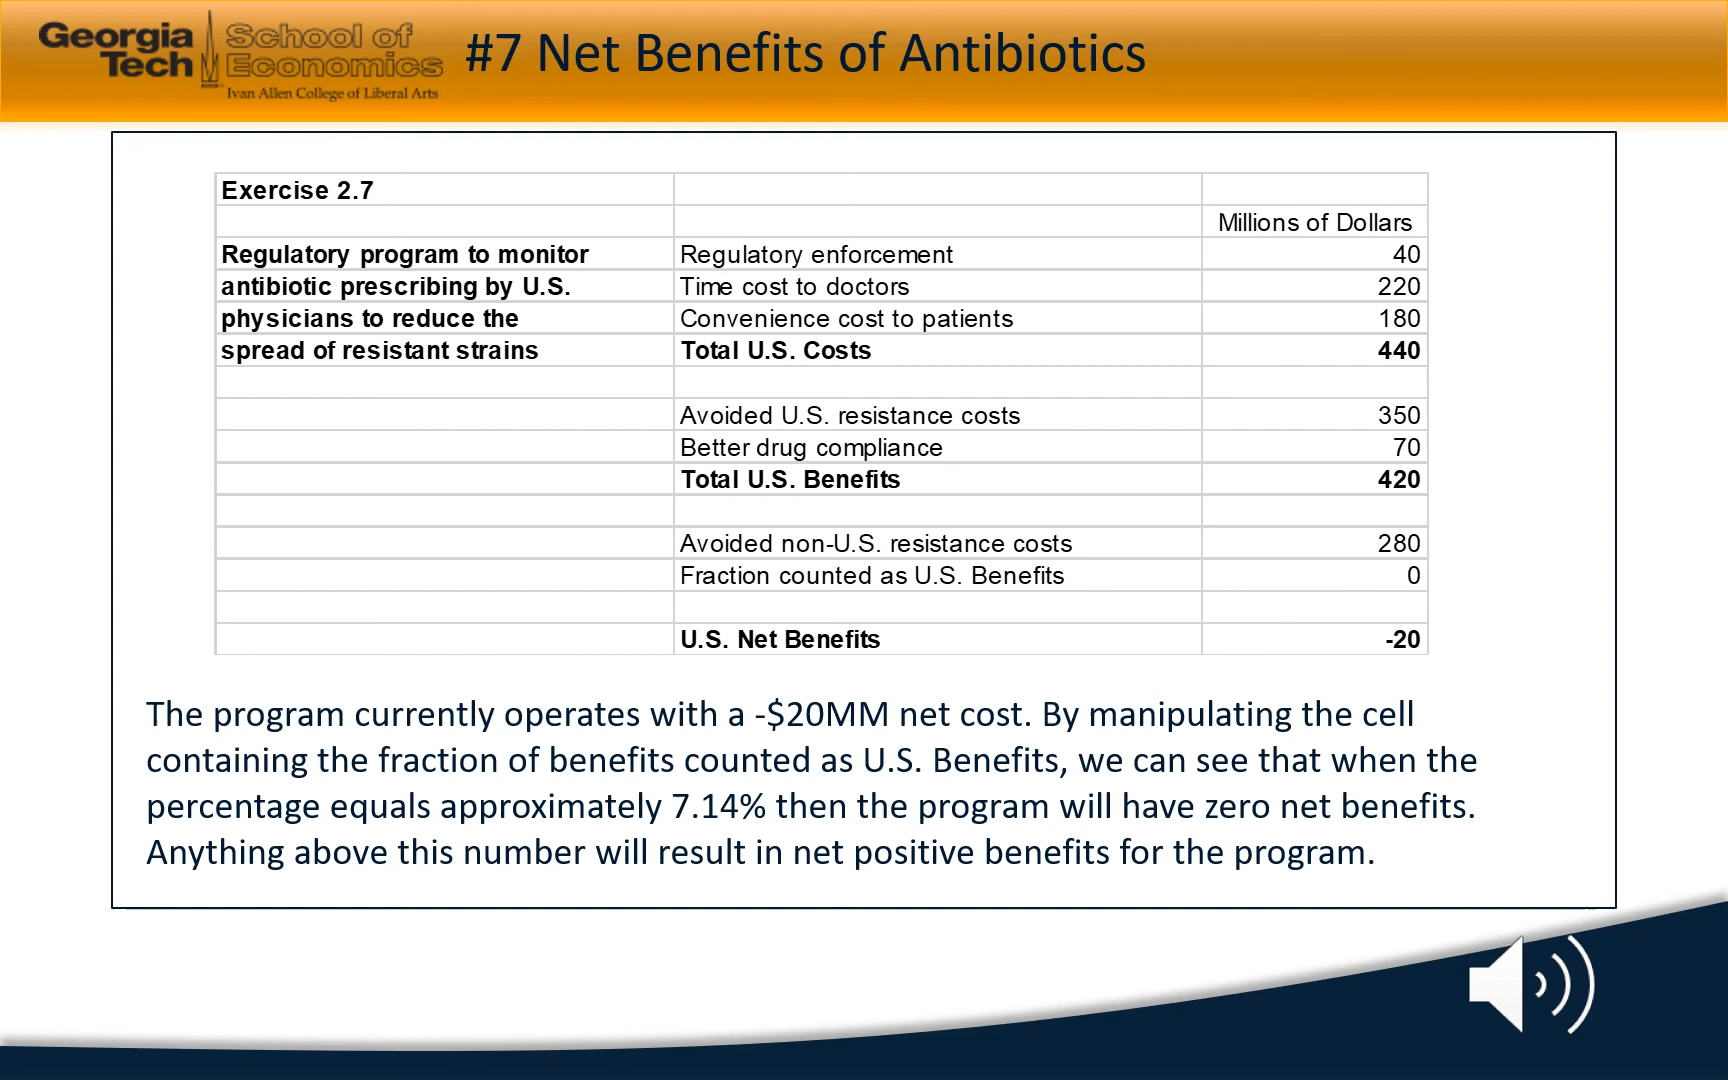 Georgia Tech
School of Economics
Ivan Allen College of Liberal Arts
#7 Net Benefits of Antibiotics
Exercise 2.7
Millions of Dollars
Regulatory program to monitor Regulatory enforcement 40
antibiotic prescribing by U.S. Time cost to doctors 220
physicians to reduce the Convenience cost to patients 180
spread of resistant strains Total U.S. Costs 440
Avoided U.S. resistance costs 350
Better drug compliance 70
Total U.S. Benefits 420
Avoided non-U.S. resistance costs 280
Fraction counted as U.S. Benefits 0
U.S. Net Benefits -20
The program currently operates with a -$20MM net cost. By manipulating the cell
containing the fraction of benefits counted as U.S. Benefits, we can see that when the
percentage equals approximately 7.14% then the program will have zero net benefits.
Anything above this number will result in net positive benefits for the program.